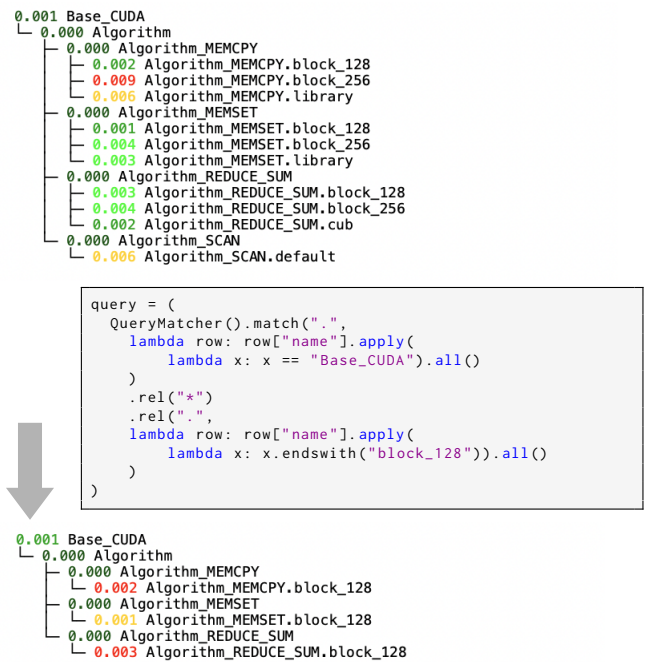 0.001 Base_CUDA
└─ 0.000 Algorithm
   ├─ 0.000 Algorithm_MEMCPY
   │  ├─ 0.002 Algorithm_MEMCPY.block_128
   │  ├─ 0.009 Algorithm_MEMCPY.block_256
   │  └─ 0.006 Algorithm_MEMCPY.library
   ├─ 0.000 Algorithm_MEMSET
   │  ├─ 0.001 Algorithm_MEMSET.block_128
   │  ├─ 0.004 Algorithm_MEMSET.block_256
   │  └─ 0.003 Algorithm_MEMSET.library
   ├─ 0.000 Algorithm_REDUCE_SUM
   │  ├─ 0.003 Algorithm_REDUCE_SUM.block_128
   │  ├─ 0.004 Algorithm_REDUCE_SUM.block_256
   │  └─ 0.002 Algorithm_REDUCE_SUM.cub
   └─ 0.000 Algorithm_SCAN
      └─ 0.006 Algorithm_SCAN.default
query = (
  QueryMatcher().match(".",
    lambda row: row["name"].apply(
        lambda x: x == "Base_CUDA").all()
    )
    .rel("*")
    .rel(".",
    lambda row: row["name"].apply(
        lambda x: x.endswith("block_128")).all()
    )
)
0.001 Base_CUDA
└─ 0.000 Algorithm
   ├─ 0.000 Algorithm_MEMCPY
   │  └─ 0.002 Algorithm_MEMCPY.block_128
   ├─ 0.000 Algorithm_MEMSET
   │  └─ 0.001 Algorithm_MEMSET.block_128
   └─ 0.000 Algorithm_REDUCE_SUM
      └─ 0.003 Algorithm_REDUCE_SUM.block_128